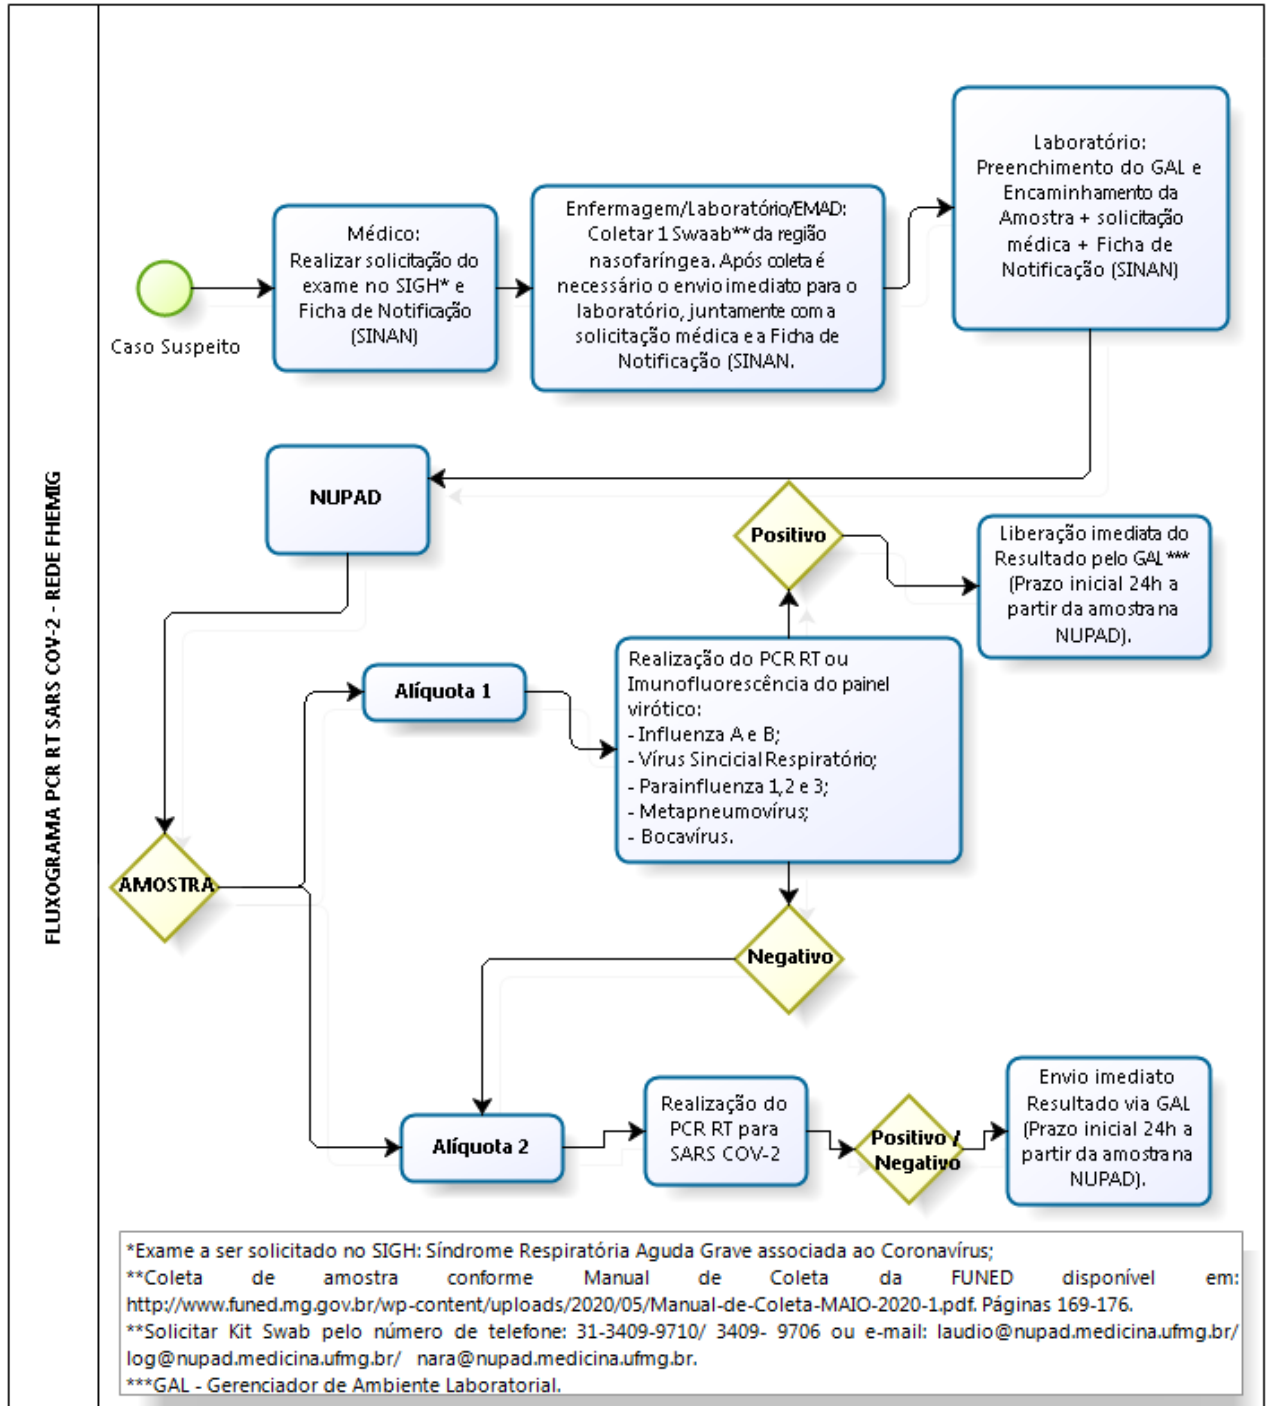 FLUXOGRAMA PCR RT SARS COV-2 - REDE FHEMIG
Caso Suspeito
Médico:
Realizar solicitação do
exame no SIGH* e
Ficha de Notificação
(SINAN)
Enfermagem/Laboratório/EMAD:
Coletar 1 Swaab** da região
nasofaríngea. Após coleta é
necessário o envio imediato para o
laboratório, juntamente com a
solicitação médica e a Ficha de
Notificação (SINAN.
Laboratório:
Preenchimento do GAL e
Encaminhamento da
Amostra + solicitação
médica + Ficha de
Notificação (SINAN)
NUPAD
Positivo
Liberação imediata do
Resultado pelo GAL***
(Prazo inicial 24h a
partir da amostra na
NUPAD).
Alíquota 1
Realização do PCR RT ou
Imunofluorescência do painel
virótico:
- Influenza A e B;
- Vírus Sincicial Respiratório;
- Parainfluenza 1,2 e 3;
- Metapneumovírus;
- Bocavírus.
AMOSTRA
Negativo
Alíquota 2
Realização do
PCR RT para
SARS COV-2
Positivo /
Negativo
Envio imediato
Resultado via GAL
(Prazo inicial 24h a
partir da amostra na
NUPAD).
*Exame a ser solicitado no SIGH: Síndrome Respiratória Aguda Grave associada ao Coronavírus;
**Coleta de amostra conforme Manual de Coleta da FUNED disponível em:
http://www.funed.mg.gov.br/wp-content/uploads/2020/05/Manual-de-Coleta-MAIO-2020-1.pdf. Páginas 169-176.
**Solicitar Kit Swab pelo número de telefone: 31-3409-9710/ 3409- 9706 ou e-mail: laudio@nupad.medicina.ufmg.br/
log@nupad.medicina.ufmg.br/ nara@nupad.medicina.ufmg.br.
***GAL - Gerenciador de Ambiente Laboratorial.